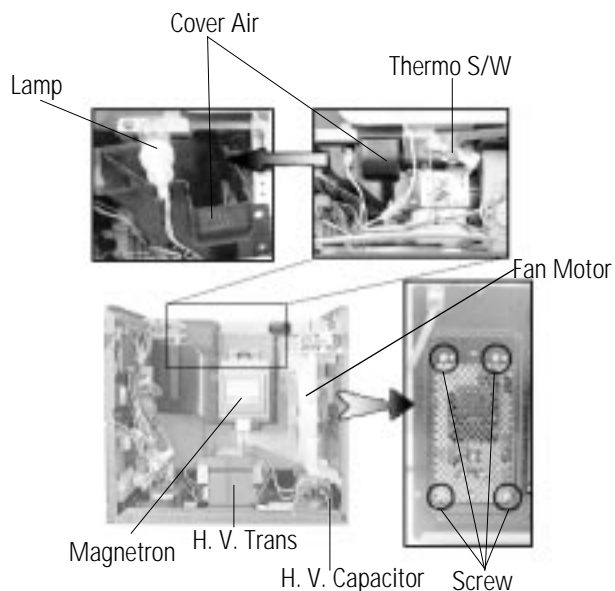 Cover Air
Thermo S/W
Lamp
Fan Motor
Magnetron
H. V. Trans
H. V. Capacitor
Screw